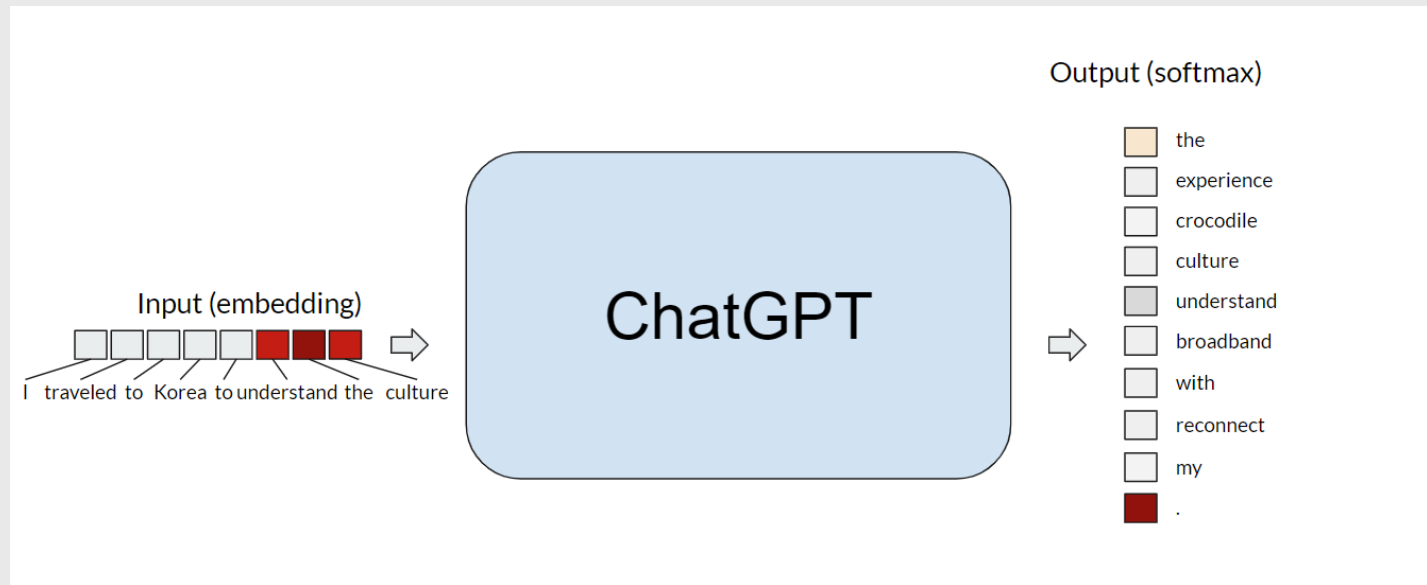 Output (softmax)
the
experience
crocodile
culture
understand
broadband
with
reconnect
my
.
ChatGPT
Input (embedding)
I traveled to Korea to understand the culture